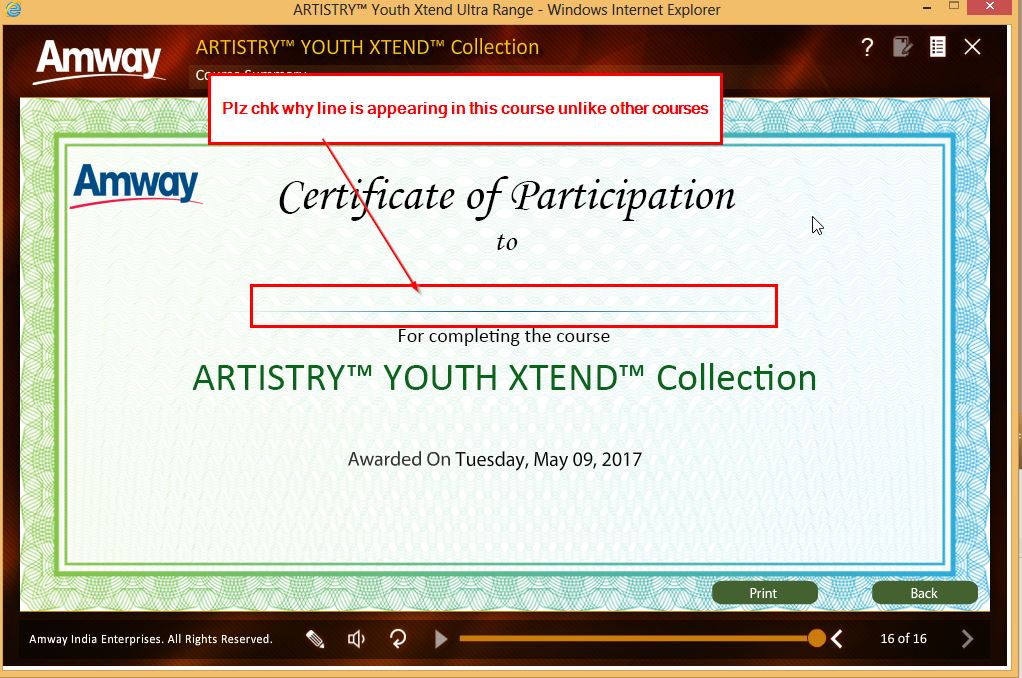 ARTISTRY™ Youth Xtend Ultra Range - Windows Internet Explorer
Amway
ARTISTRY™ YOUTH XTEND™ Collection
?
Course Summary
Plz chk why line is appearing in this course unlike other courses
Amway
Certificate of Participation
to
For completing the course
ARTISTRY™ YOUTH XTEND™ Collection
Awarded On Tuesday, May 09, 2017
Print
Back
Amway India Enterprises. All Rights Reserved.
16 of 16